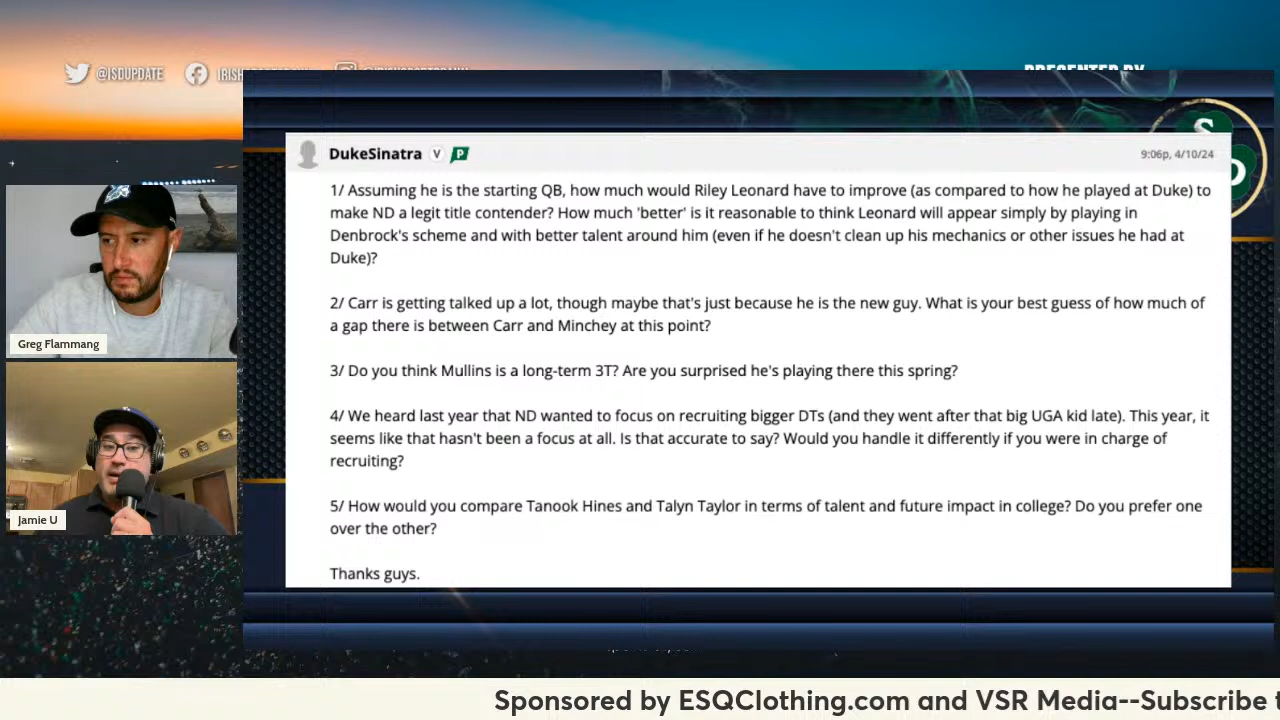 @ISDUPDATE
PRESENTED BY
DukeSinatra V P 9:06p, 4/10/24
1/ Assuming he is the starting QB, how much would Riley Leonard have to improve (as compared to how he played at Duke) to
make ND a legit title contender? How much 'better' is it reasonable to think Leonard will appear simply by playing in
Denbrock's scheme and with better talent around him (even if he doesn't clean up his mechanics or other issues he had at
Duke)?
2/ Carr is getting talked up a lot, though maybe that's just because he is the new guy. What is your best guess of how much of
a gap there is between Carr and Minchey at this point?
3/ Do you think Mullins is a long-term 3T? Are you surprised he's playing there this spring?
4/ We heard last year that ND wanted to focus on recruiting bigger DTs (and they went after that big UGA kid late). This year, it
seems like that hasn't been a focus at all. Is that accurate to say? Would you handle it differently if you were in charge of
recruiting?
5/ How would you compare Tanook Hines and Talyn Taylor in terms of talent and future impact in college? Do you prefer one
over the other?
Thanks guys.
Greg Flammang
Jamie U
Sponsored by ESQClothing.com and VSR Media--Subscribe